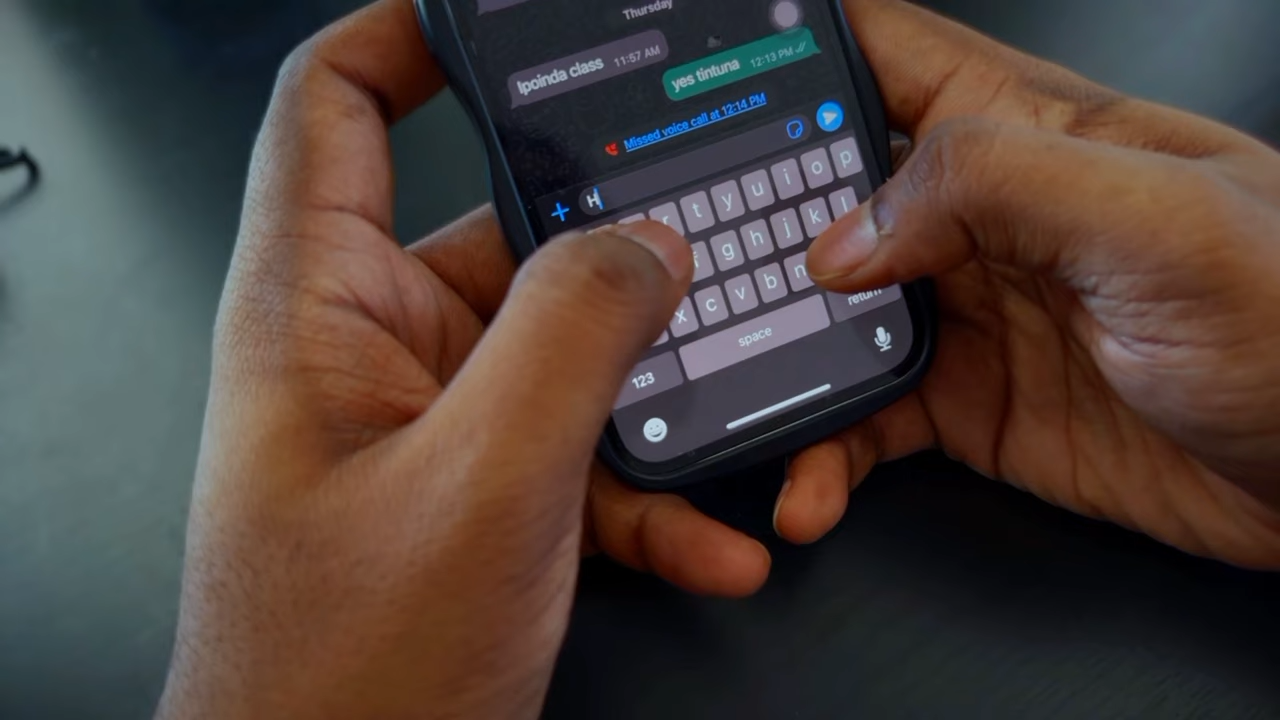 Thursday
Ipoinda class 11:57 AM
yes tintuna 12:13 PM
Missed voice call at 12:14 PM
H
r t y u i o p
f g h j k l
x c v b n
123 space return